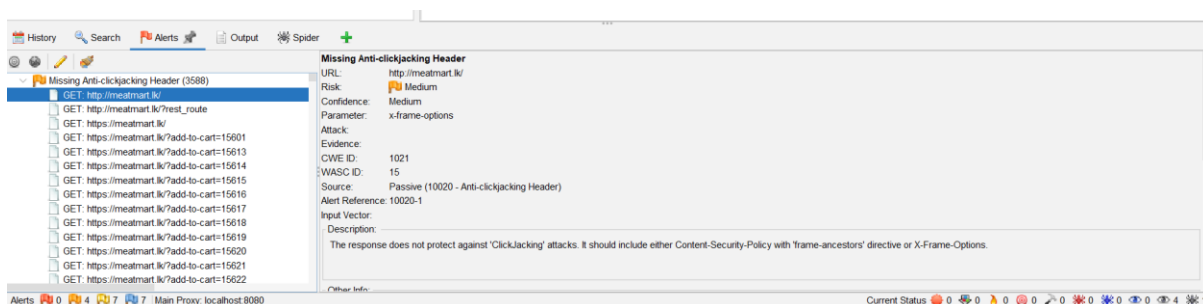 History Search Alerts Output Spider
Missing Anti-clickjacking Header (3588)
GET: http://meatmart.lk/
GET: http://meatmart.lk/?rest_route
GET: https://meatmart.lk/
GET: https://meatmart.lk/?add-to-cart=15601
GET: https://meatmart.lk/?add-to-cart=15613
GET: https://meatmart.lk/?add-to-cart=15614
GET: https://meatmart.lk/?add-to-cart=15615
GET: https://meatmart.lk/?add-to-cart=15616
GET: https://meatmart.lk/?add-to-cart=15617
GET: https://meatmart.lk/?add-to-cart=15618
GET: https://meatmart.lk/?add-to-cart=15619
GET: https://meatmart.lk/?add-to-cart=15620
GET: https://meatmart.lk/?add-to-cart=15621
GET: https://meatmart.lk/?add-to-cart=15622
Missing Anti-clickjacking Header
URL: http://meatmart.lk/
Risk: Medium
Confidence: Medium
Parameter: x-frame-options
Attack:
Evidence:
CWE ID: 1021
WASC ID: 15
Source: Passive (10020 - Anti-clickjacking Header)
Alert Reference: 10020-1
Input Vector:
Description:
The response does not protect against 'ClickJacking' attacks. It should include either Content-Security-Policy with 'frame-ancestors' directive or X-Frame-Options.
Other Info:
Alerts 0 4 7 7 Main Proxy: localhost:8080
Current Status 0 0 0 0 0 0 0 0 4